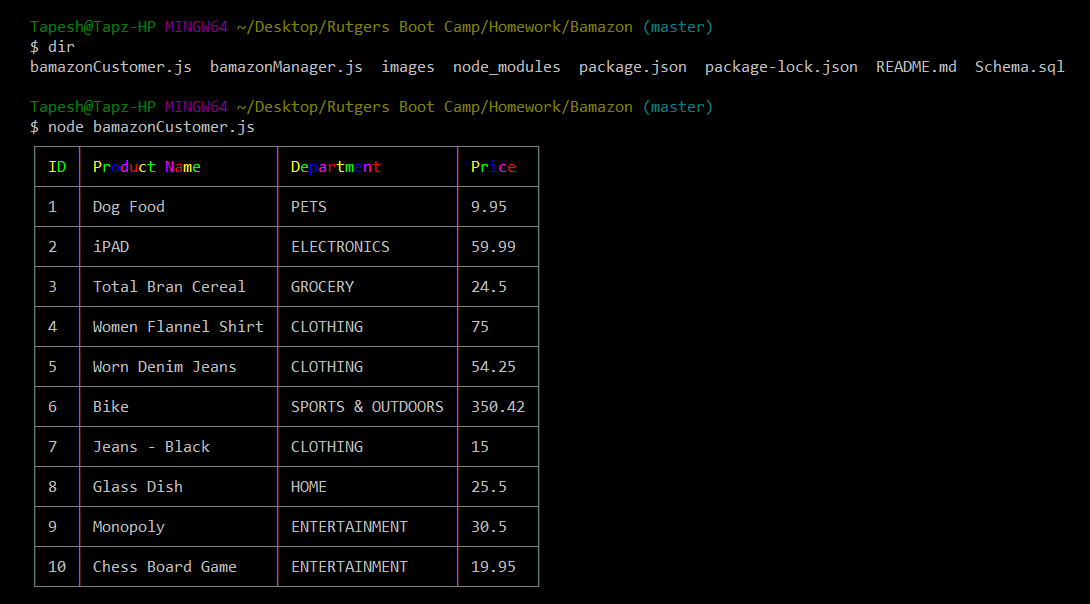 Tapesh@Tapz-HP MINGW64 ~/Desktop/Rutgers Boot Camp/Homework/Bamazon (master)
$ dir
bamazonCustomer.js  bamazonManager.js  images  node_modules  package.json  package-lock.json  README.md  Schema.sql
Tapesh@Tapz-HP MINGW64 ~/Desktop/Rutgers Boot Camp/Homework/Bamazon (master)
$ node bamazonCustomer.js
ID Product Name Department Price
1 Dog Food PETS 9.95
2 iPAD ELECTRONICS 59.99
3 Total Bran Cereal GROCERY 24.5
4 Women Flannel Shirt CLOTHING 75
5 Worn Denim Jeans CLOTHING 54.25
6 Bike SPORTS & OUTDOORS 350.42
7 Jeans - Black CLOTHING 15
8 Glass Dish HOME 25.5
9 Monopoly ENTERTAINMENT 30.5
10 Chess Board Game ENTERTAINMENT 19.95